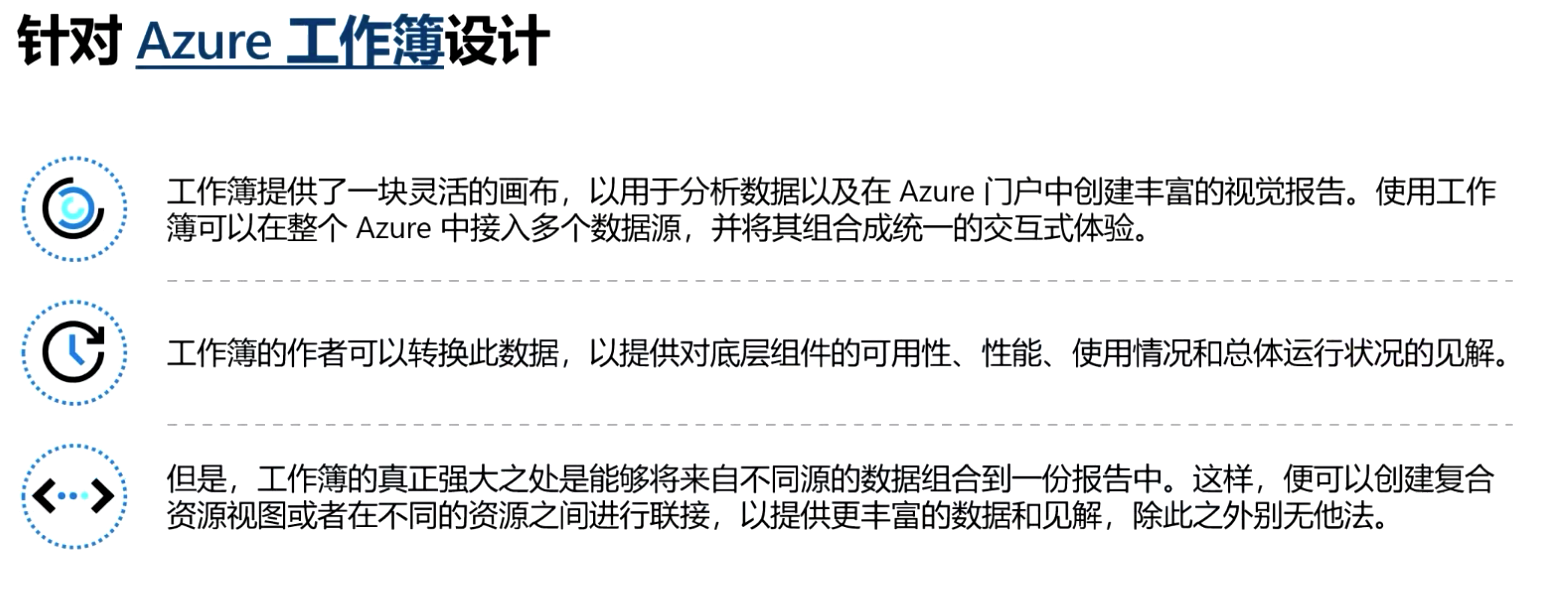 针对 Azure 工作簿设计
工作簿提供了一块灵活的画布，以用于分析数据以及在 Azure 门户中创建丰富的视觉报告。使用工作
簿可以在整个 Azure 中接入多个数据源，并将其组合成统一的交互式体验。
工作簿的作者可以转换此数据，以提供对底层组件的可用性、性能、使用情况和总体运行状况的见解。
但是，工作簿的真正强大之处是能够将来自不同源的数据组合到一份报告中。这样，便可以创建复合
资源视图或者在不同的资源之间进行联接，以提供更丰富的数据和见解，除此之外别无他法。